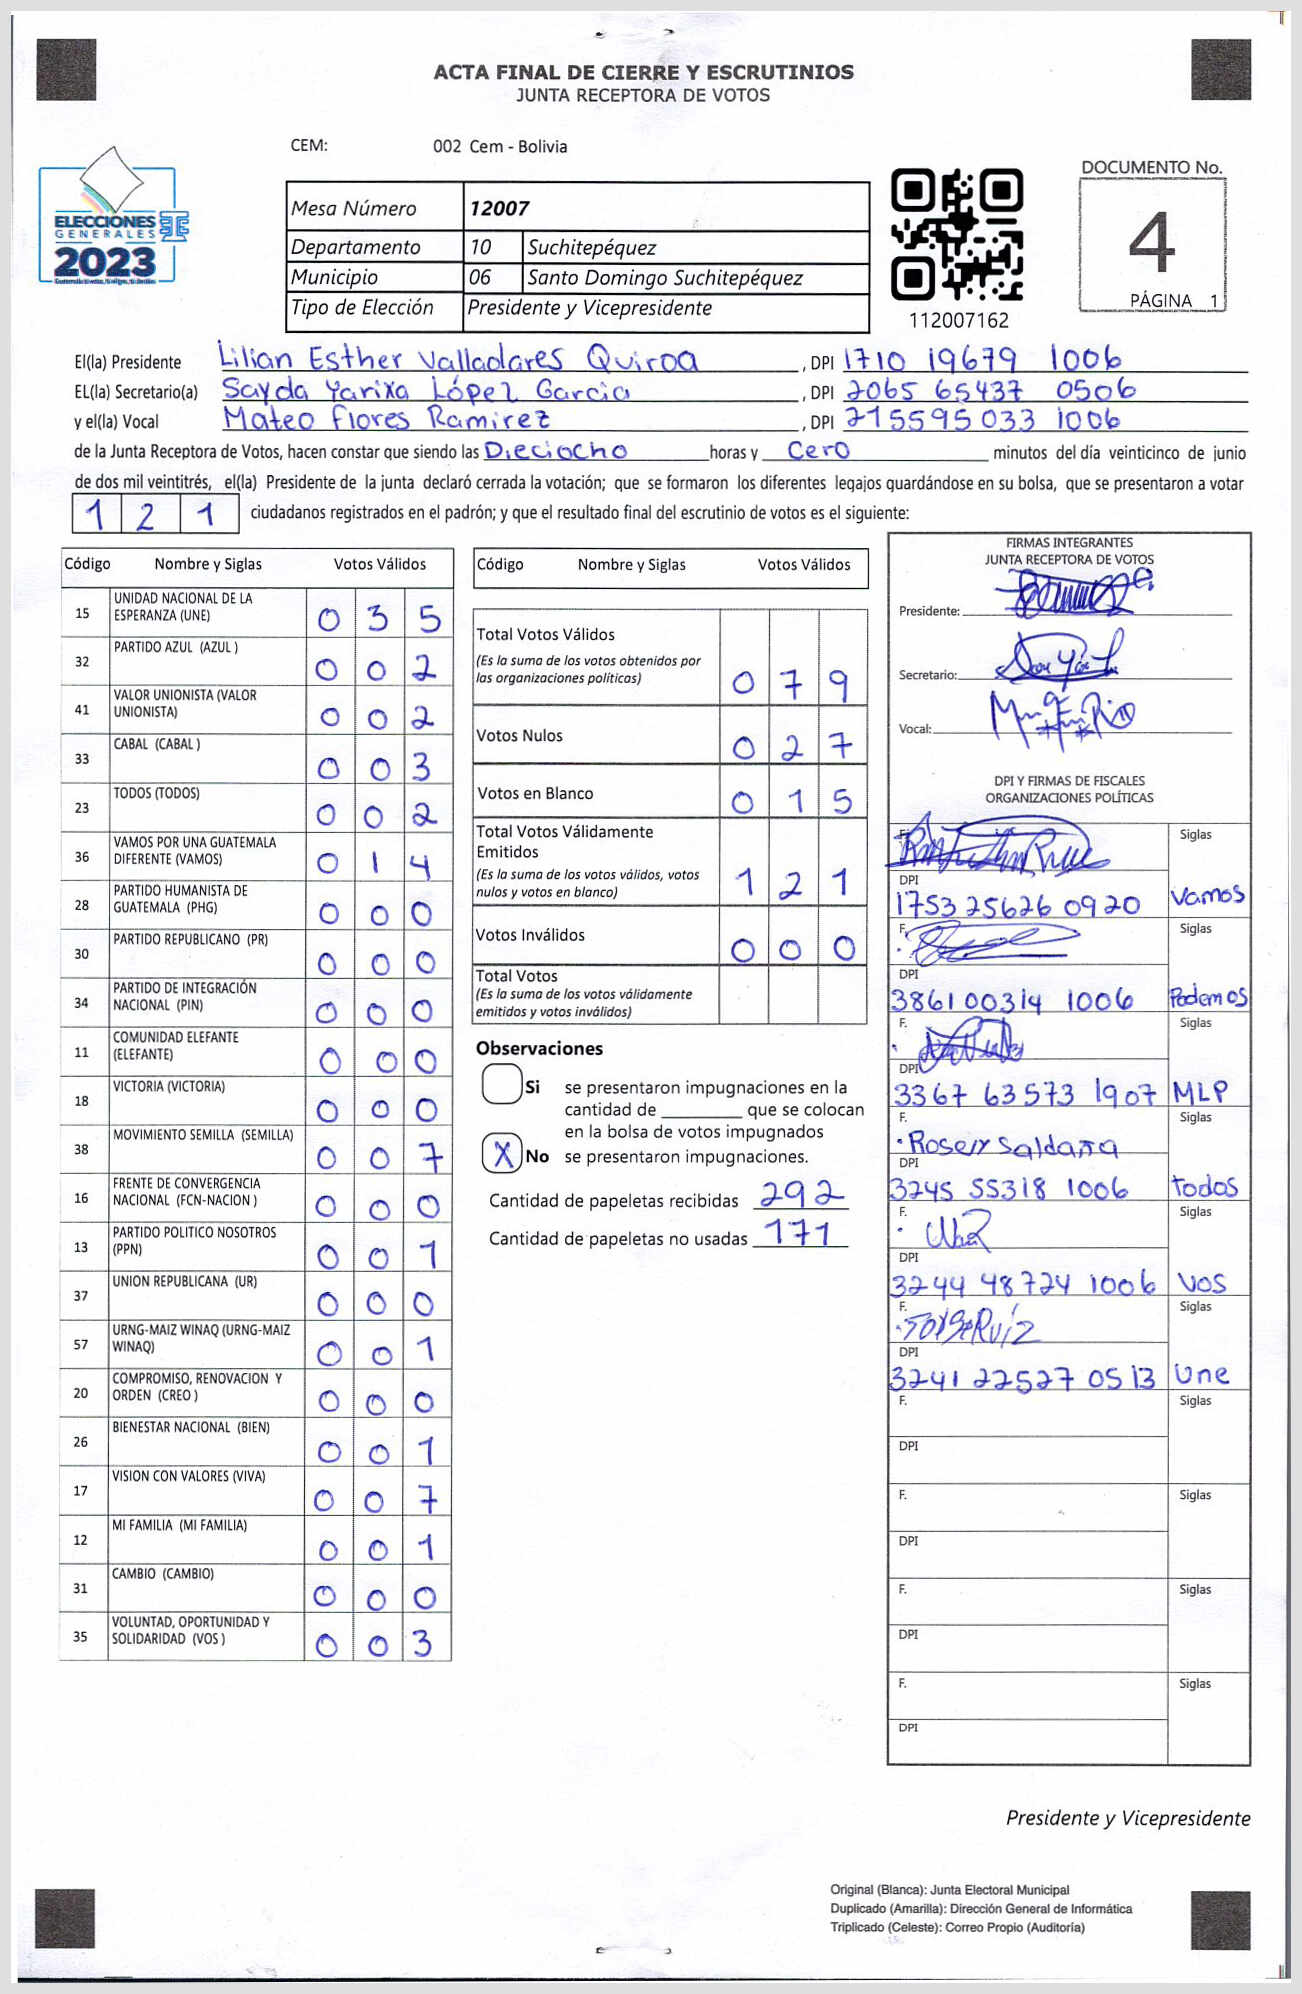 ACTA FINAL DE CIERRE Y ESCRUTINIOS
JUNTA RECEPTORA DE VOTOS
CEM: 002 Cem - Bolivia
ELECCIONES
GENERALES
2023
Mesa Número 12007
Departamento 10 Suchitepéquez
Municipio 06 Santo Domingo Suchitepéquez
Tipo de Elección Presidente y Vicepresidente
112007162
DOCUMENTO No.
4
PÁGINA 1
El(la) Presidente Lilian Esther Valladares Quiroa , DPI 1710 19679 1006
EL(la) Secretario(a) Sayda Yarixa López Garcia , DPI 2065 65437 0506
y el(la) Vocal Mateo Flores Ramirez , DPI 215595033 1006
de la Junta Receptora de Votos, hacen constar que siendo las Dieciocho horas y Cero minutos del día veinticinco de junio
de dos mil veintitrés, el(la) Presidente de la junta declaró cerrada la votación; que se formaron los diferentes legajos guardándose en su bolsa, que se presentaron a votar
1 2 1 ciudadanos registrados en el padrón; y que el resultado final del escrutinio de votos es el siguiente:
Código Nombre y Siglas Votos Válidos
15 UNIDAD NACIONAL DE LA
ESPERANZA (UNE) 0 3 5
32 PARTIDO AZUL (AZUL ) 0 0 2
41 VALOR UNIONISTA (VALOR
UNIONISTA) 0 0 2
33 CABAL (CABAL ) 0 0 3
23 TODOS (TODOS) 0 0 2
36 VAMOS POR UNA GUATEMALA
DIFERENTE (VAMOS) 0 1 4
28 PARTIDO HUMANISTA DE
GUATEMALA (PHG) 0 0 0
30 PARTIDO REPUBLICANO (PR) 0 0 0
34 PARTIDO DE INTEGRACIÓN
NACIONAL (PIN) 0 0 0
11 COMUNIDAD ELEFANTE
(ELEFANTE) 0 0 0
18 VICTORIA (VICTORIA) 0 0 0
38 MOVIMIENTO SEMILLA (SEMILLA) 0 0 7
16 FRENTE DE CONVERGENCIA
NACIONAL (FCN-NACION ) 0 0 0
13 PARTIDO POLITICO NOSOTROS
(PPN) 0 0 1
37 UNION REPUBLICANA (UR) 0 0 0
57 URNG-MAIZ WINAQ (URNG-MAIZ
WINAQ) 0 0 1
20 COMPROMISO, RENOVACION Y
ORDEN (CREO ) 0 0 0
26 BIENESTAR NACIONAL (BIEN) 0 0 1
17 VISION CON VALORES (VIVA) 0 0 7
12 MI FAMILIA (MI FAMILIA) 0 0 1
31 CAMBIO (CAMBIO) 0 0 0
35 VOLUNTAD, OPORTUNIDAD Y
SOLIDARIDAD (VOS ) 0 0 3
Código Nombre y Siglas Votos Válidos
Total Votos Válidos
(Es la suma de los votos obtenidos por
las organizaciones políticas) 0 7 9
Votos Nulos 0 2 7
Votos en Blanco 0 1 5
Total Votos Válidamente
Emitidos
(Es la suma de los votos válidos, votos
nulos y votos en blanco) 1 2 1
Votos Inválidos 0 0 0
Total Votos
(Es la suma de los votos válidamente
emitidos y votos inválidos)
Observaciones
Si se presentaron impugnaciones en la
cantidad de ________ que se colocan
en la bolsa de votos impugnados
X No se presentaron impugnaciones.
Cantidad de papeletas recibidas 292
Cantidad de papeletas no usadas 171
FIRMAS INTEGRANTES
JUNTA RECEPTORA DE VOTOS
Presidente:
Secretario:
Vocal:
DPI Y FIRMAS DE FISCALES
ORGANIZACIONES POLÍTICAS
F. Siglas
DPI
1753 25626 0920 Vamos
F. Siglas
DPI
386100314 1006 Podemos
F. Siglas
DPI
3367 63573 1907 MLP
F. Siglas
Rosery Saldaña
DPI
3245 55318 1006 todos
F. Siglas
DPI
3244 48724 1006 VOS
F. Siglas
DPI
3241 22527 0513 Une
F. Siglas
DPI
F. Siglas
DPI
F. Siglas
DPI
F. Siglas
DPI
Presidente y Vicepresidente
Original (Blanca): Junta Electoral Municipal
Duplicado (Amarilla): Dirección General de Informática
Triplicado (Celeste): Correo Propio (Auditoría)